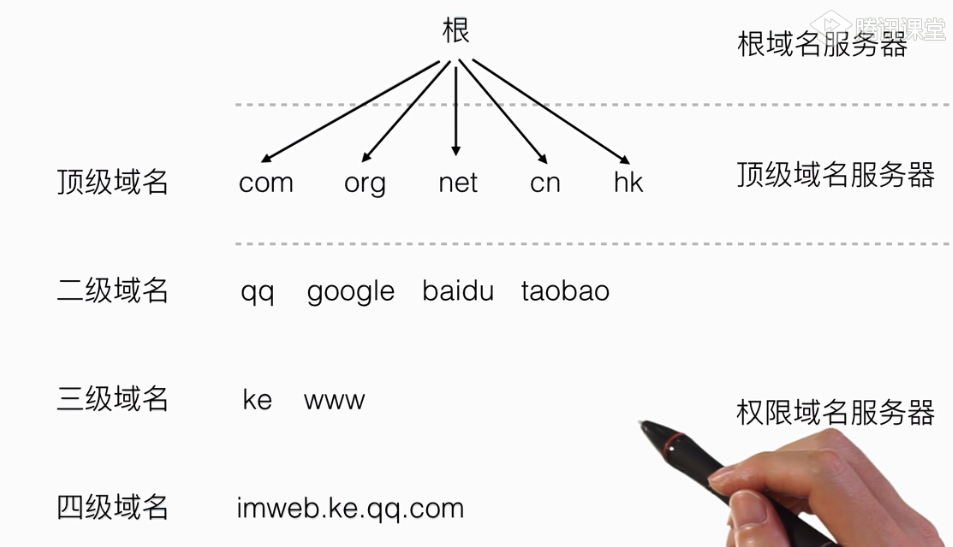 腾讯课堂
根
根域名服务器
顶级域名 com org net cn hk 顶级域名服务器
二级域名 qq google baidu taobao
三级域名 ke www 权限域名服务器
四级域名 imweb.ke.qq.com